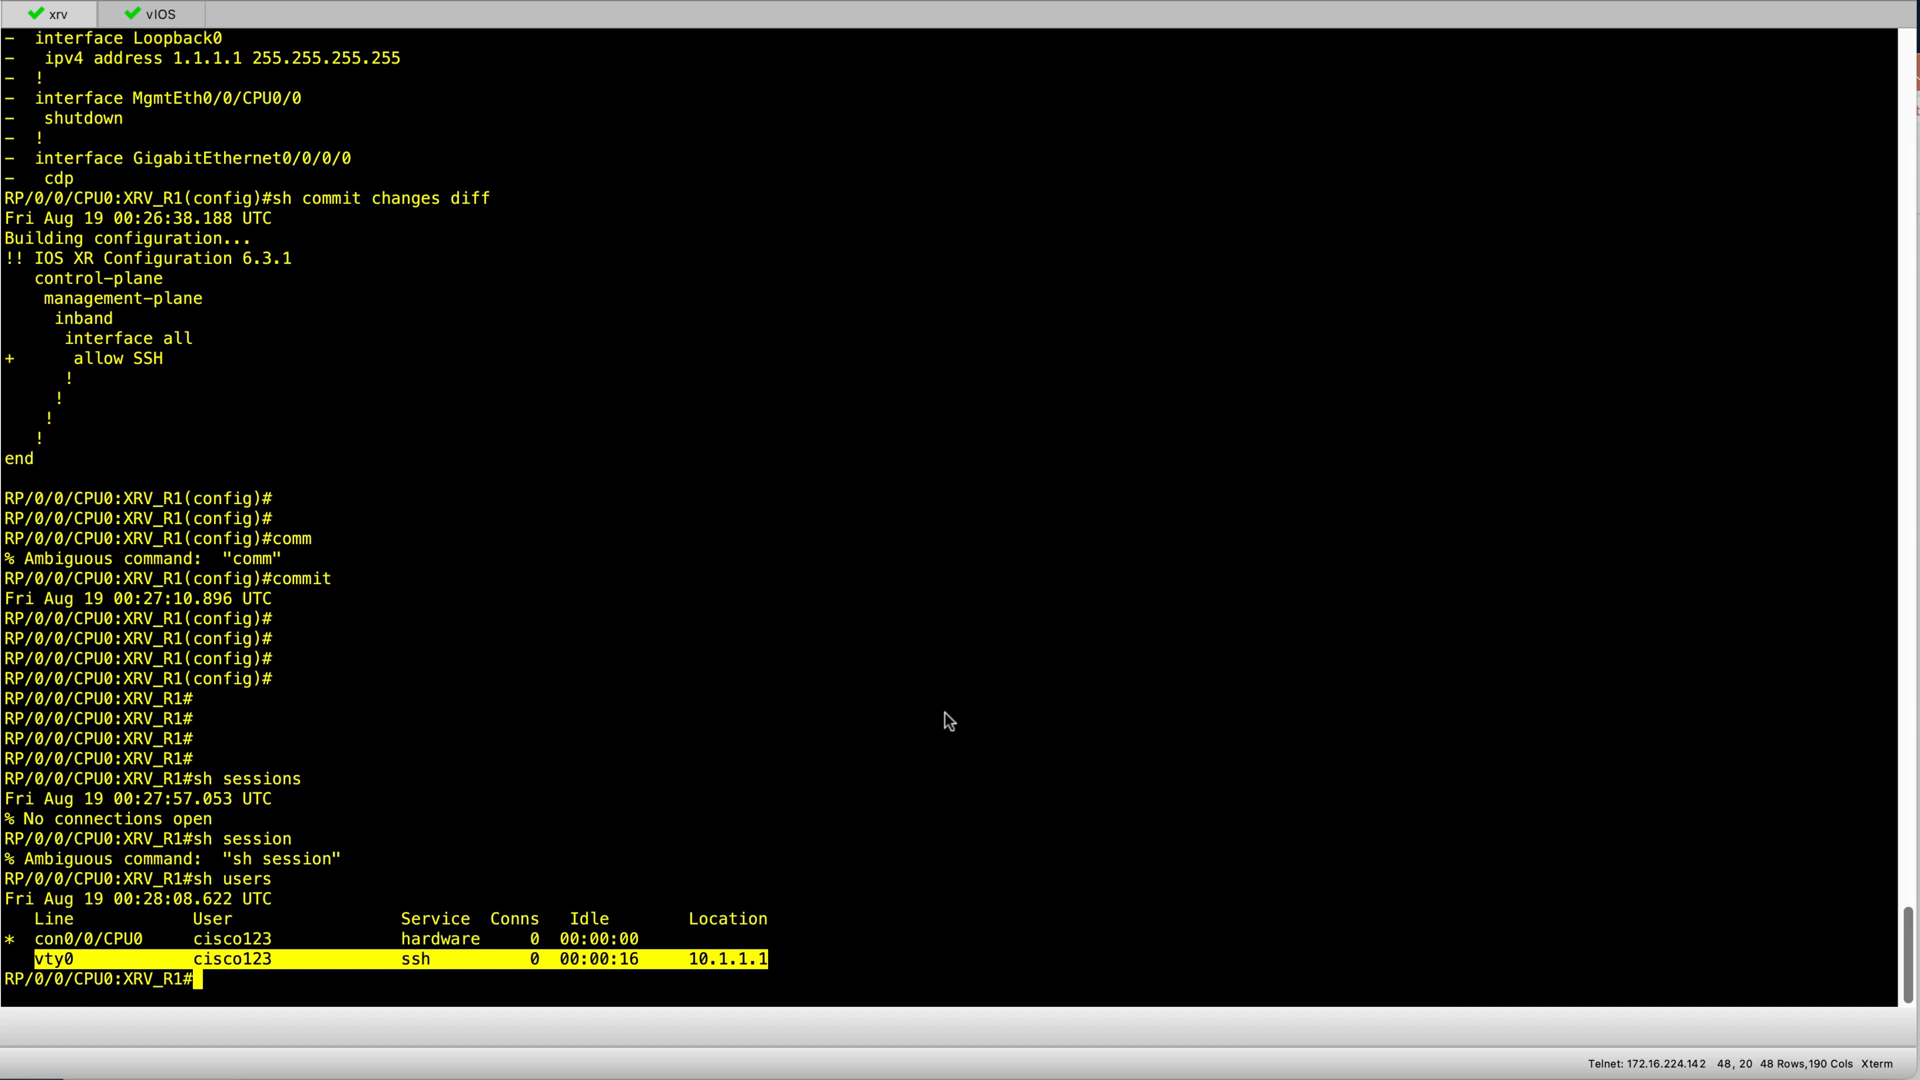 xrv vIOS
- interface Loopback0
- ipv4 address 1.1.1.1 255.255.255.255
- !
- interface MgmtEth0/0/CPU0/0
- shutdown
- !
- interface GigabitEthernet0/0/0/0
- cdp
RP/0/0/CPU0:XRV_R1(config)#sh commit changes diff
Fri Aug 19 00:26:38.188 UTC
Building configuration...
!! IOS XR Configuration 6.3.1
control-plane
management-plane
inband
interface all
+ allow SSH
!
!
!
!
end
RP/0/0/CPU0:XRV_R1(config)#
RP/0/0/CPU0:XRV_R1(config)#
RP/0/0/CPU0:XRV_R1(config)#comm
% Ambiguous command: "comm"
RP/0/0/CPU0:XRV_R1(config)#commit
Fri Aug 19 00:27:10.896 UTC
RP/0/0/CPU0:XRV_R1(config)#
RP/0/0/CPU0:XRV_R1(config)#
RP/0/0/CPU0:XRV_R1(config)#
RP/0/0/CPU0:XRV_R1(config)#
RP/0/0/CPU0:XRV_R1#
RP/0/0/CPU0:XRV_R1#
RP/0/0/CPU0:XRV_R1#
RP/0/0/CPU0:XRV_R1#
RP/0/0/CPU0:XRV_R1#sh sessions
Fri Aug 19 00:27:57.053 UTC
% No connections open
RP/0/0/CPU0:XRV_R1#sh session
% Ambiguous command: "sh session"
RP/0/0/CPU0:XRV_R1#sh users
Fri Aug 19 00:28:08.622 UTC
Line User Service Conns Idle Location
* con0/0/CPU0 cisco123 hardware 0 00:00:00
vty0 cisco123 ssh 0 00:00:16 10.1.1.1
RP/0/0/CPU0:XRV_R1#
Telnet: 172.16.224.142 48, 20 48 Rows,190 Cols Xterm